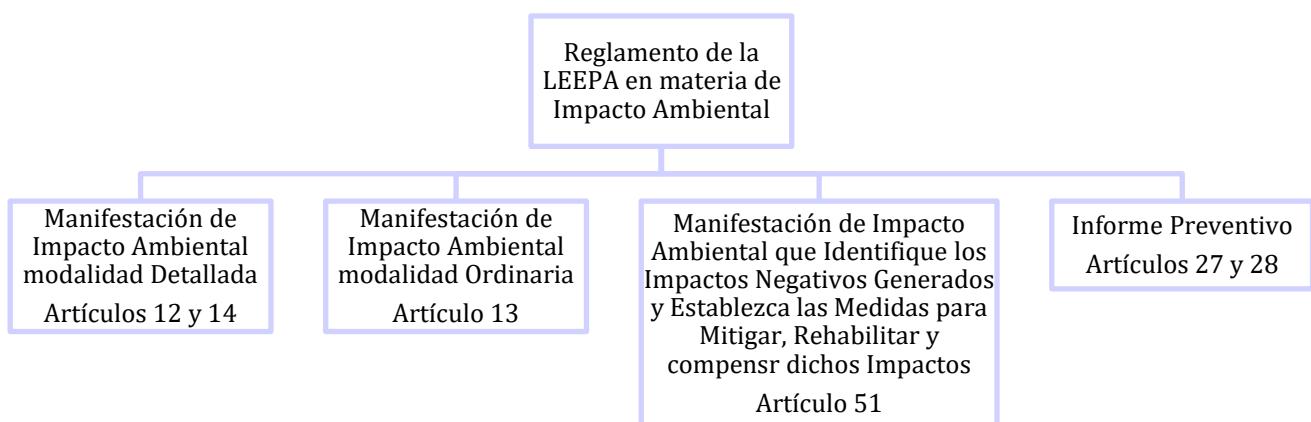 Reglamento de la
LEEPA en materia de
Impacto Ambiental
Manifestación de
Impacto Ambiental
modalidad Detallada
Artículos 12 y 14
Manifestación de
Impacto Ambiental
modalidad Ordinaria
Artículo 13
Manifestación de Impacto
Ambiental que Identifique los
Impactos Negativos Generados
y Establezca las Medidas para
Mitigar, Rehabilitar y
compensr dichos Impactos
Artículo 51
Informe Preventivo
Artículos 27 y 28